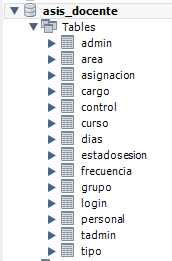 asis_docente
Tables
admin
area
asignacion
cargo
control
curso
dias
estadosesion
frecuencia
grupo
login
personal
tadmin
tipo